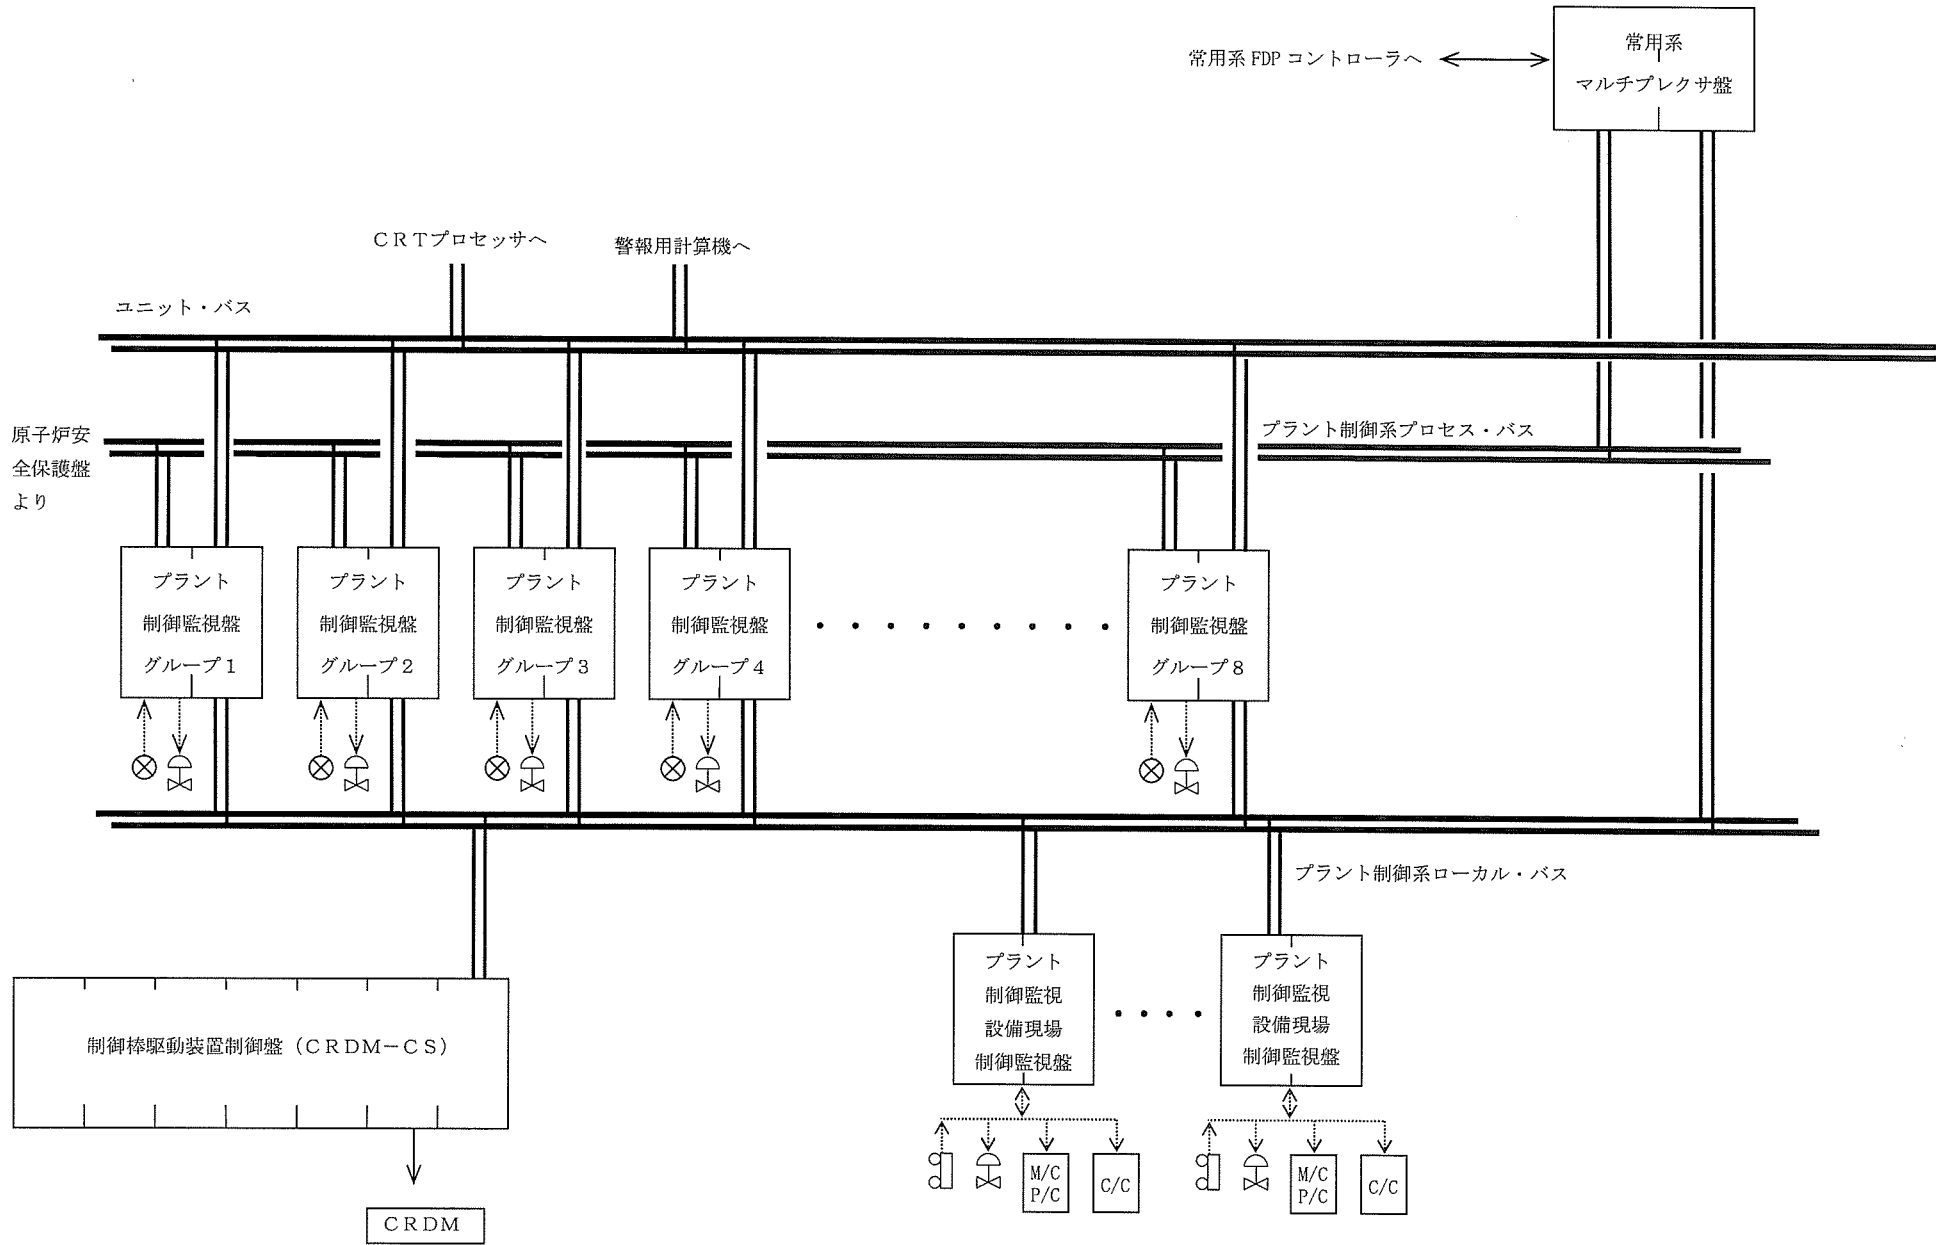 常用系
常用系 FDP コントローラへ
マルチプレクサ盤
CRTプロセッサへ
警報用計算機へ
ユニット・バス
原子炉安
全保護盤
より
プラント制御系プロセス・バス
プラント
制御監視盤
グループ1
プラント
制御監視盤
グループ2
プラント
制御監視盤
グループ3
プラント
制御監視盤
グループ4
プラント
制御監視盤
グループ8
プラント制御系ローカル・バス
制御棒駆動装置制御盤(CRDM-CS)
プラント
制御監視
設備現場
制御監視盤
プラント
制御監視
設備現場
制御監視盤
M/C
P/C
C/C
M/C
P/C
C/C
CRDM